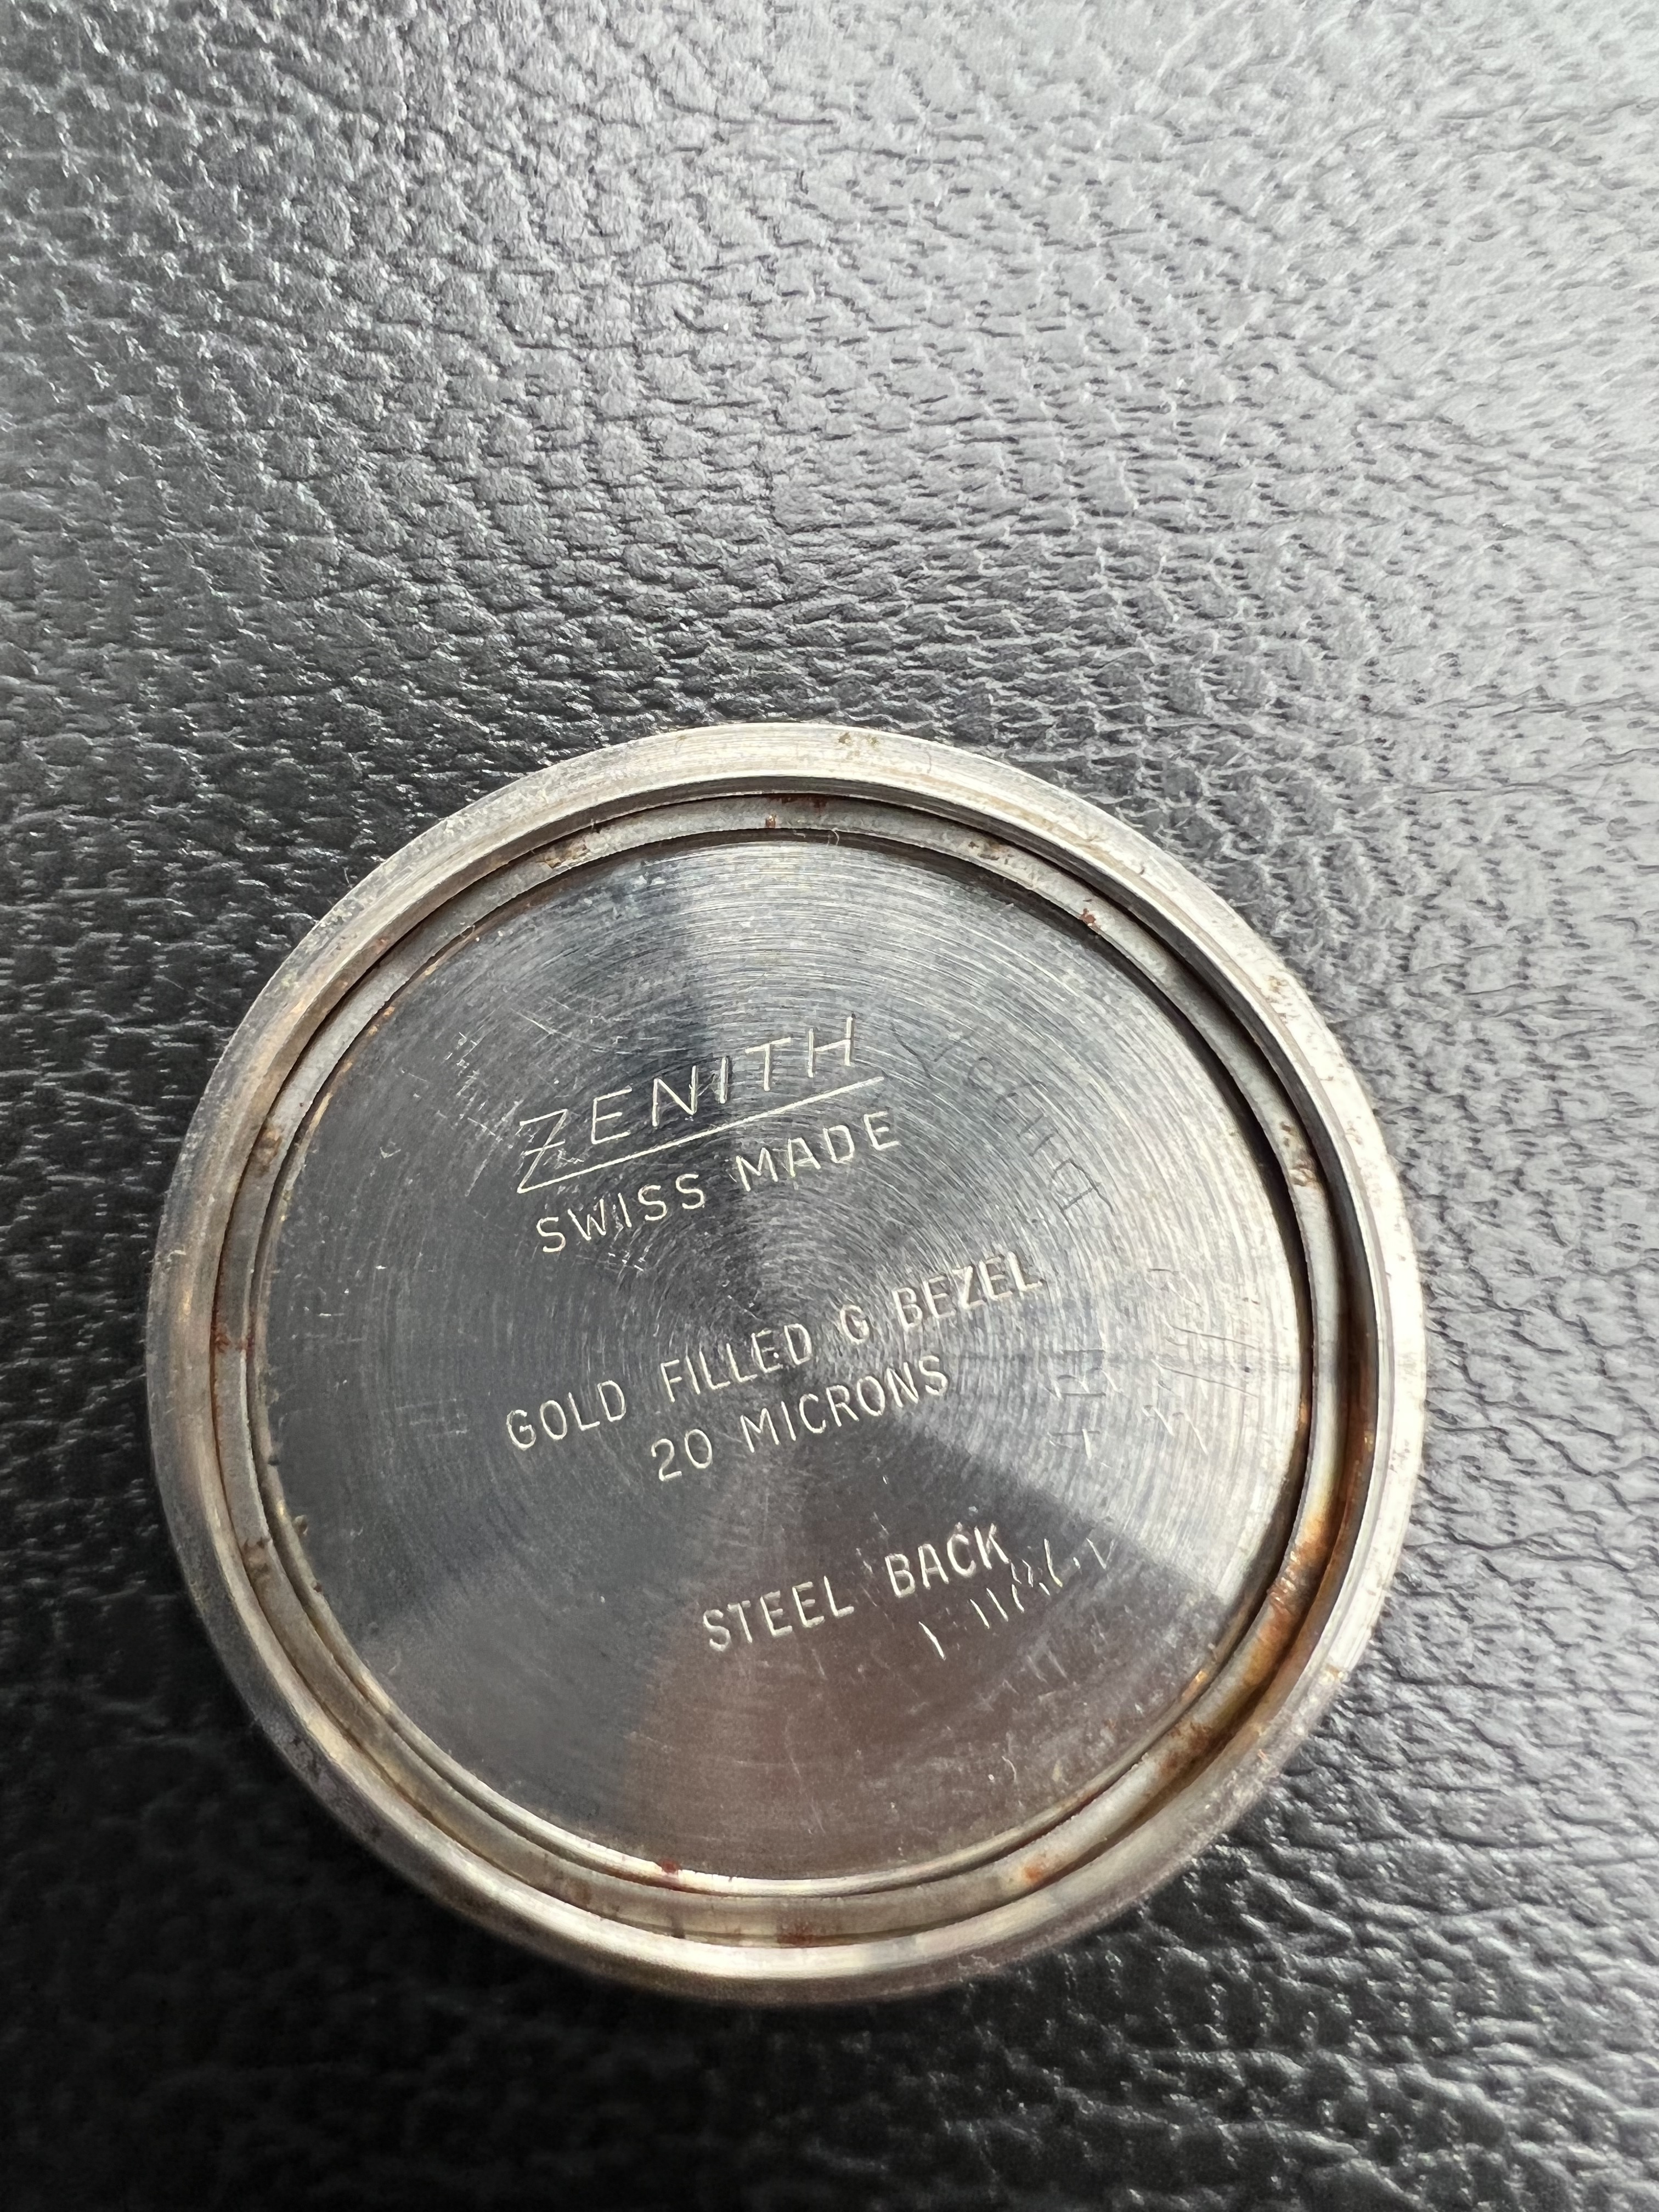 ZENITH
SWISS MADE
GOLD FILLED G BEZEL
20 MICRONS
STEEL BACK